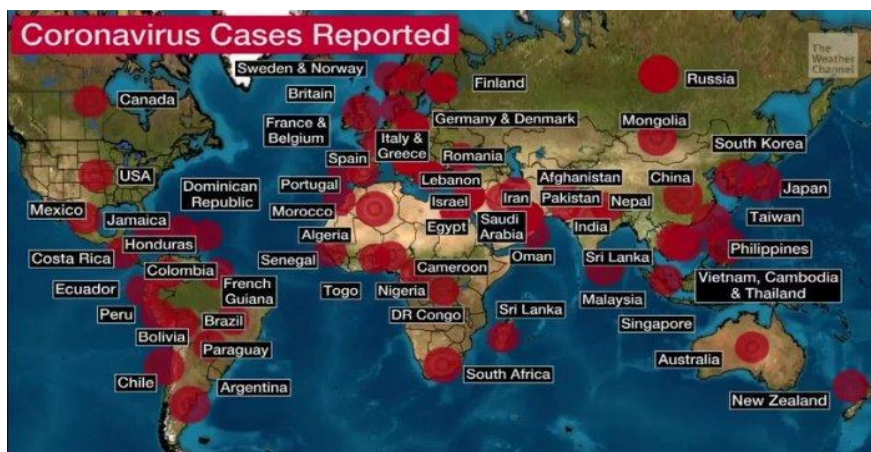 Coronavirus Cases Reported
The
Weather
Channel
Sweden & Norway
Finland
Russia
Canada
Britain
France &
Belgium
Germany & Denmark
Mongolia
Italy &
Greece
South Korea
Spain
Romania
USA
Dominican
Republic
Portugal
Lebanon
Afghanistan
China
Japan
Mexico
Jamaica
Morocco
Israel
Iran
Pakistan
Nepal
Taiwan
Honduras
Algeria
Egypt
Saudi
Arabia
India
Costa Rica
Senegal
Oman
Sri Lanka
Philippines
Colombia
Cameroon
Ecuador
French
Guiana
Togo
Nigeria
Malaysia
Vietnam, Cambodia
& Thailand
Peru
Brazil
DR Congo
Sri Lanka
Singapore
Bolivia
Paraguay
Chile
Argentina
South Africa
Australia
New Zealand